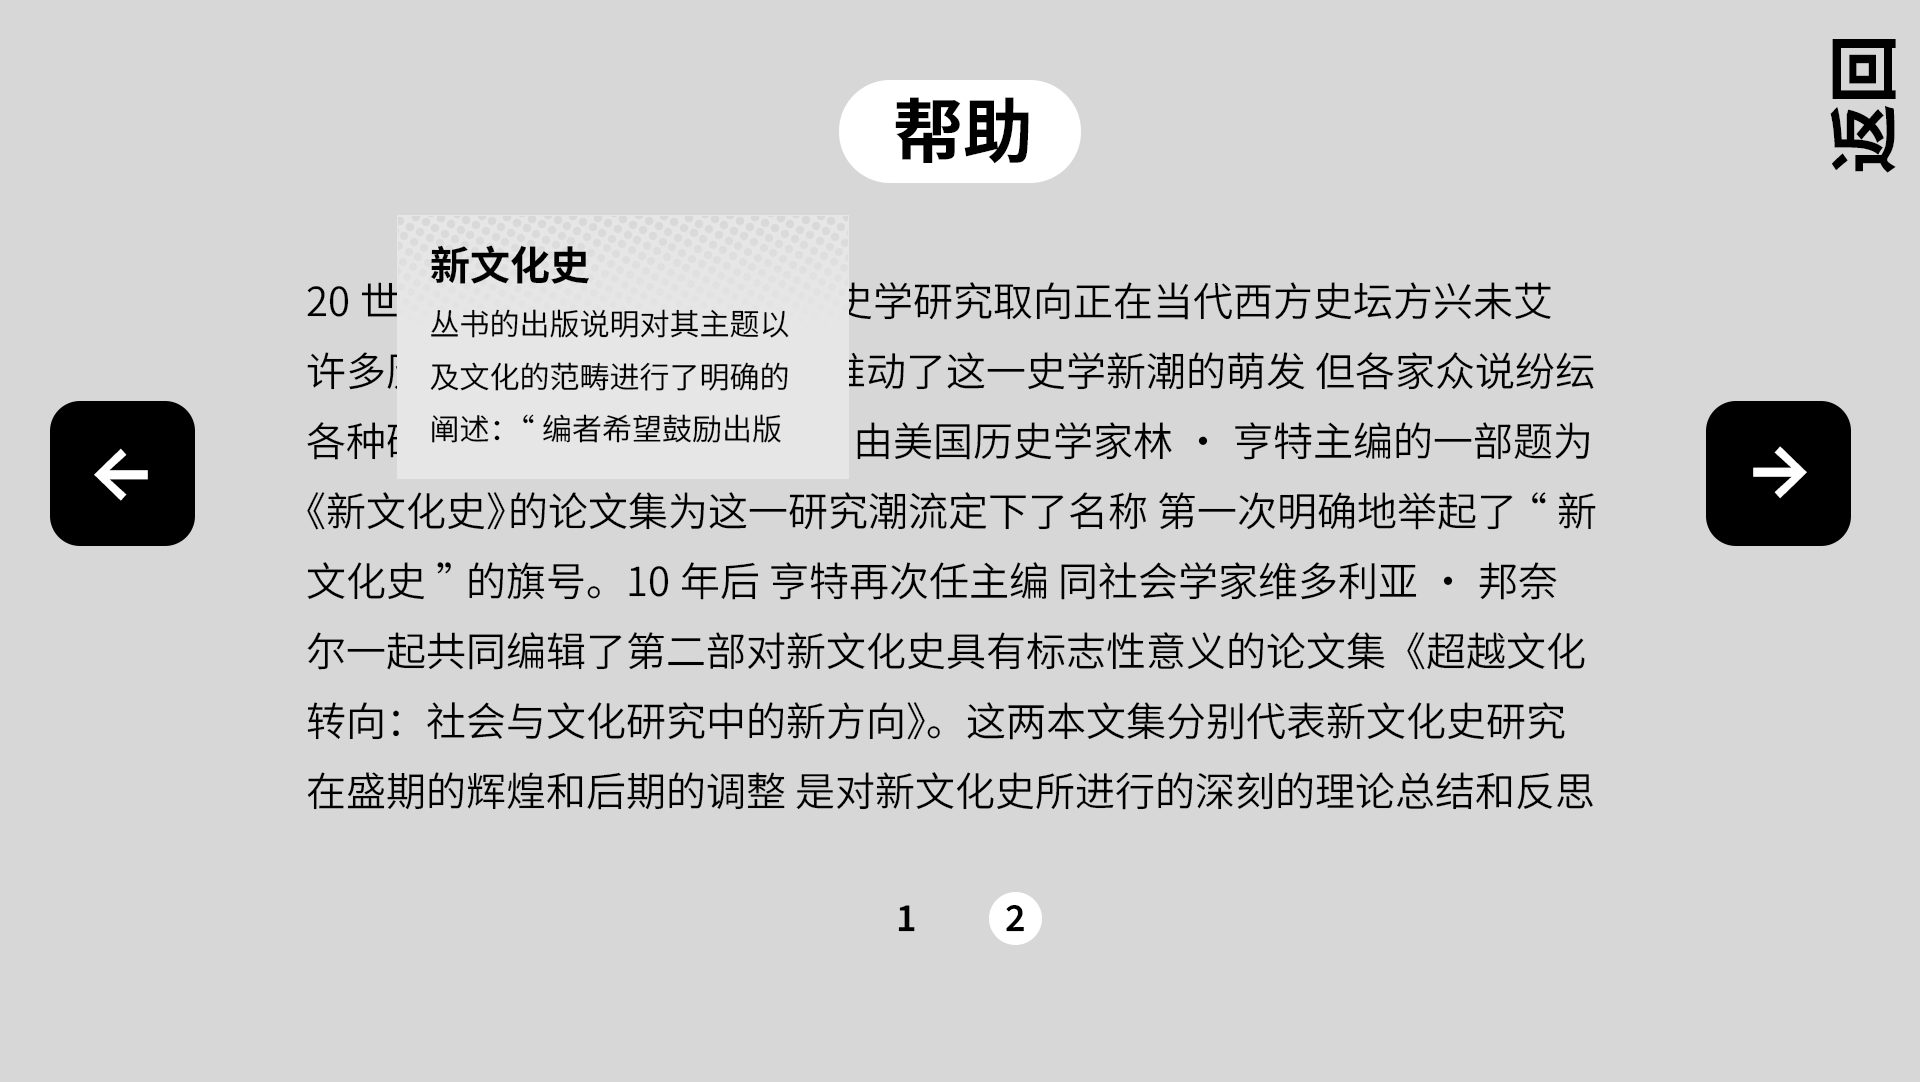 返回
帮助
新文化史
丛书的出版说明对其主题以
及文化的范畴进行了明确的
阐述：“ 编者希望鼓励出版
20 世 史学研究取向正在当代西方史坛方兴未艾
许多 推动了这一史学新潮的萌发 但各家众说纷纭
各种 由美国历史学家林 · 亨特主编的一部题为
《新文化史》的论文集为这一研究潮流定下了名称 第一次明确地举起了 “ 新
文化史 ” 的旗号。10 年后 亨特再次任主编 同社会学家维多利亚 · 邦奈
尔一起共同编辑了第二部对新文化史具有标志性意义的论文集《超越文化
转向：社会与文化研究中的新方向》。这两本文集分别代表新文化史研究
在盛期的辉煌和后期的调整 是对新文化史所进行的深刻的理论总结和反思
1 2